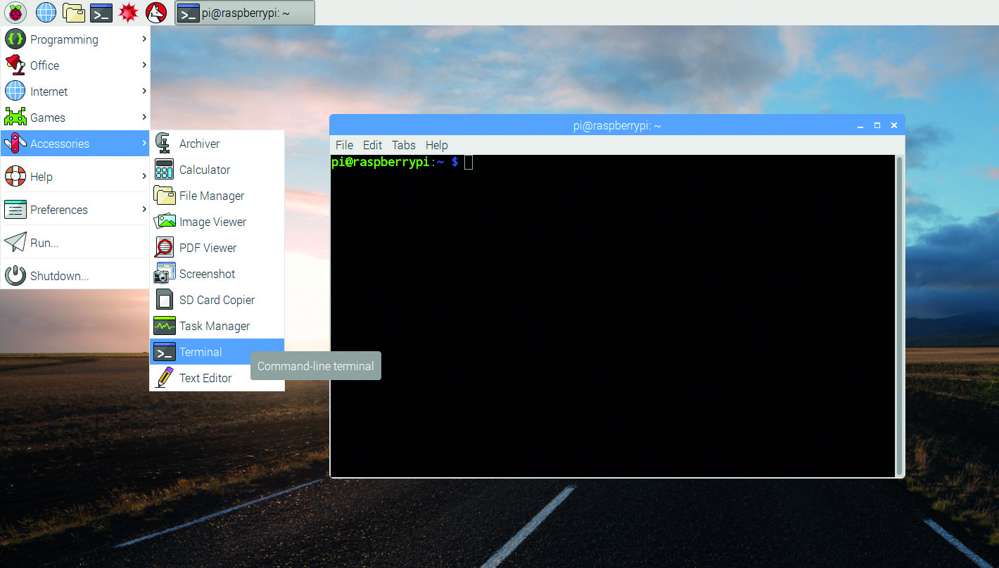 pi@raspberrypi: ~
Programming
Office
Internet
Games
Accessories
Help
Preferences
Run...
Shutdown...
Archiver
Calculator
File Manager
Image Viewer
PDF Viewer
Screenshot
SD Card Copier
Task Manager
Terminal
Text Editor
Command-line terminal
pi@raspberrypi: ~
File Edit Tabs Help
pi@raspberrypi:~ $